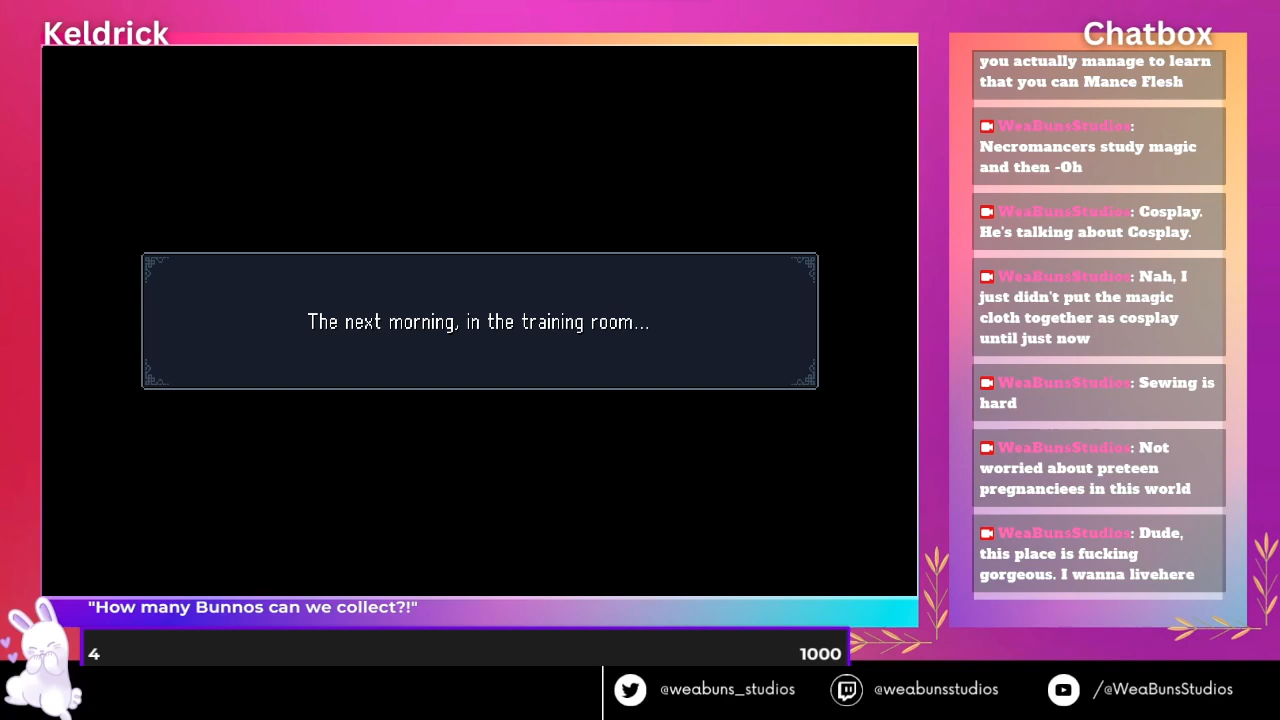 Keldrick
Chatbox
you actually manage to learn
that you can Mance Flesh
WeaBunsStudios:
Necromancers study magic
and then -Oh
WeaBunsStudios: Cosplay.
He's talking about Cosplay.
WeaBunsStudios: Nah, I
just didn't put the magic
cloth together as cosplay
until just now
WeaBunsStudios: Sewing is
hard
WeaBunsStudios: Not
worried about preteen
pregnanciees in this world
WeaBunsStudios: Dude,
this place is fucking
gorgeous. I wanna livehere
The next morning, in the training room...
"How many Bunnos can we collect?!"
4
1000
@weabuns_studios
@weabunsstudios
/@WeaBunsStudios